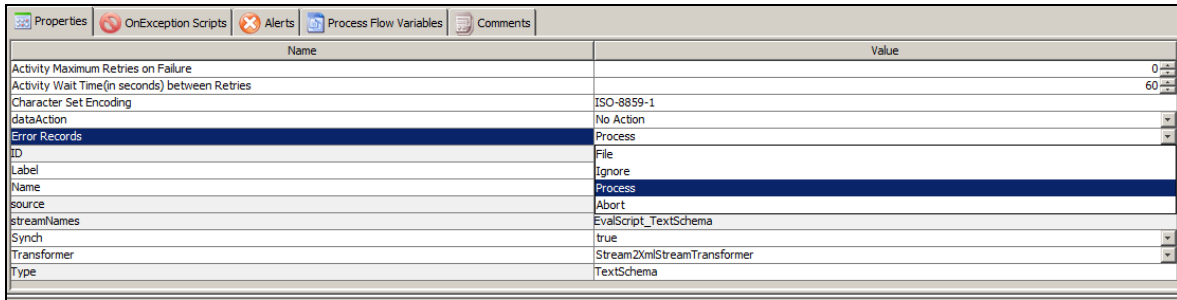 Properties OnException Scripts Alerts Process Flow Variables Comments
Name Value
Activity Maximum Retries on Failure 0
Activity Wait Time(in seconds) between Retries 60
Character Set Encoding ISO-8859-1
dataAction No Action
Error Records Process
ID File
Label Ignore
Name Process
source Abort
streamNames EvalScript_TextSchema
Synch true
Transformer Stream2XmlStreamTransformer
Type TextSchema